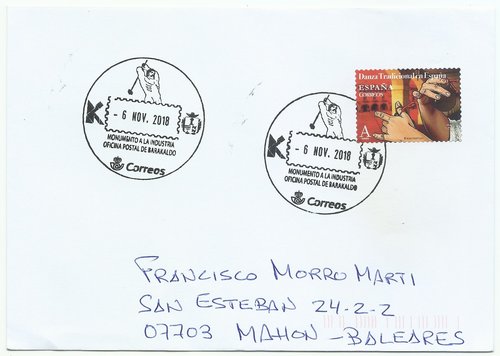 - 6 NOV. 2018
MONUMENTO A LA INDUSTRIA
OFICINA POSTAL DE BARAKALDO
Correos
- 6 NOV. 2018
MONUMENTO A LA INDUSTRIA
OFICINA POSTAL DE BARAKALDO
Correos
Danza Tradicional en España
ESPAÑA
CORREOS
A
FRANCISCO MORRO MARTI
SAN ESTEBAN 24-2-2
07703 MAHON - BALEARES